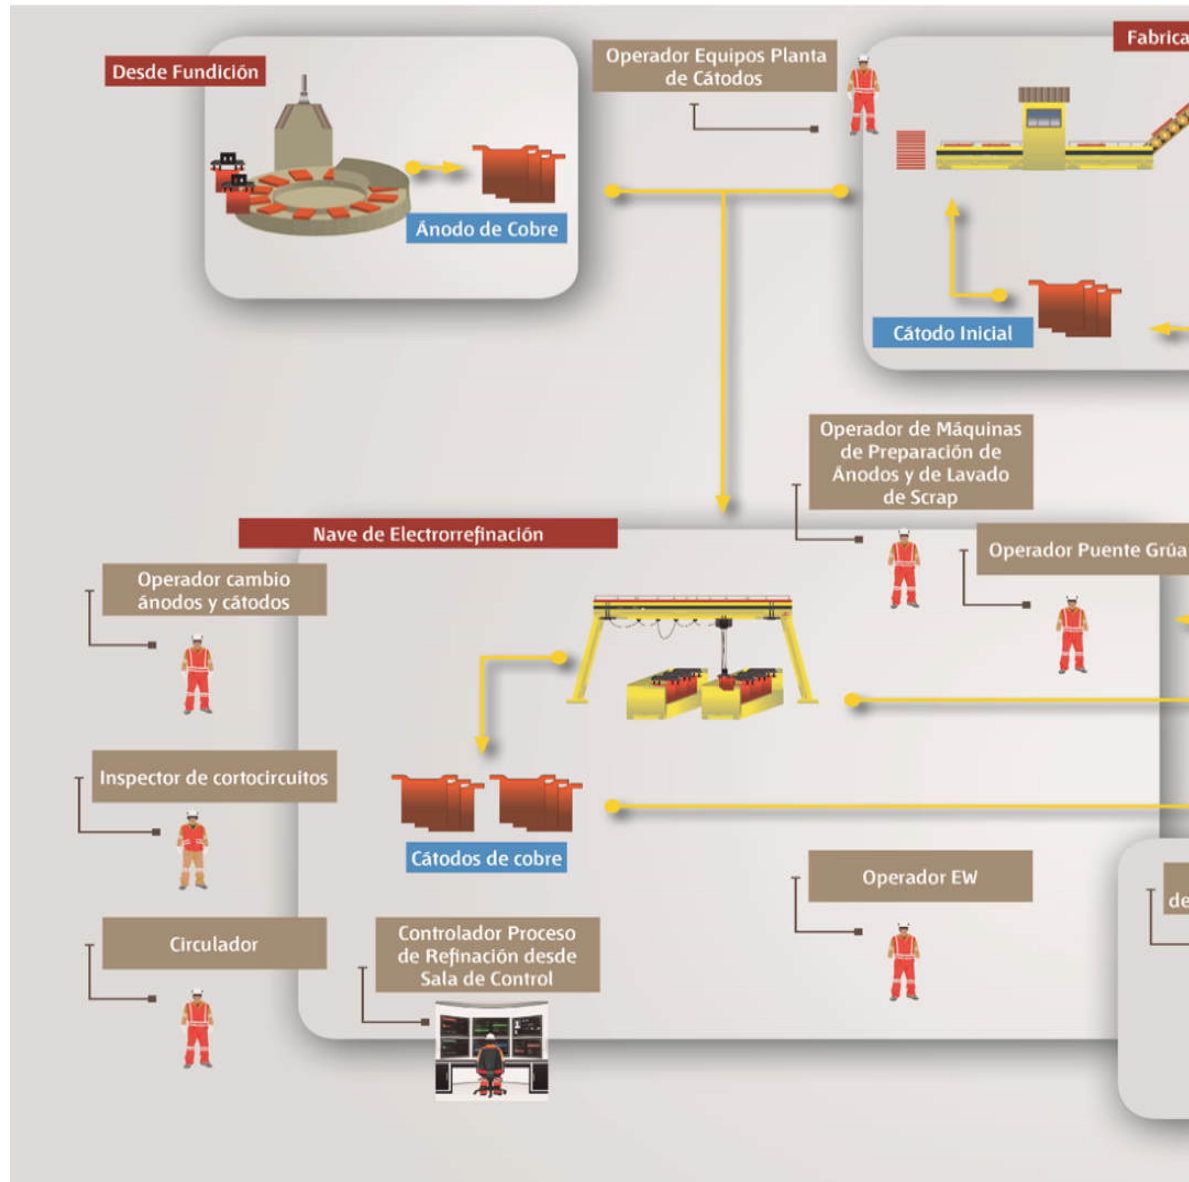 Desde Fundición
Ánodo de Cobre
Operador Equipos Planta
de Cátodos
Fabrica
Cátodo Inicial
Operador de Máquinas
de Preparación de
Ánodos y de Lavado
de Scrap
Nave de Electrorrefinación
Operador Puente Grúa
Operador cambio
ánodos y cátodos
Inspector de cortocircuitos
Cátodos de cobre
Operador EW
de
Circulador
Controlador Proceso
de Refinación desde
Sala de Control